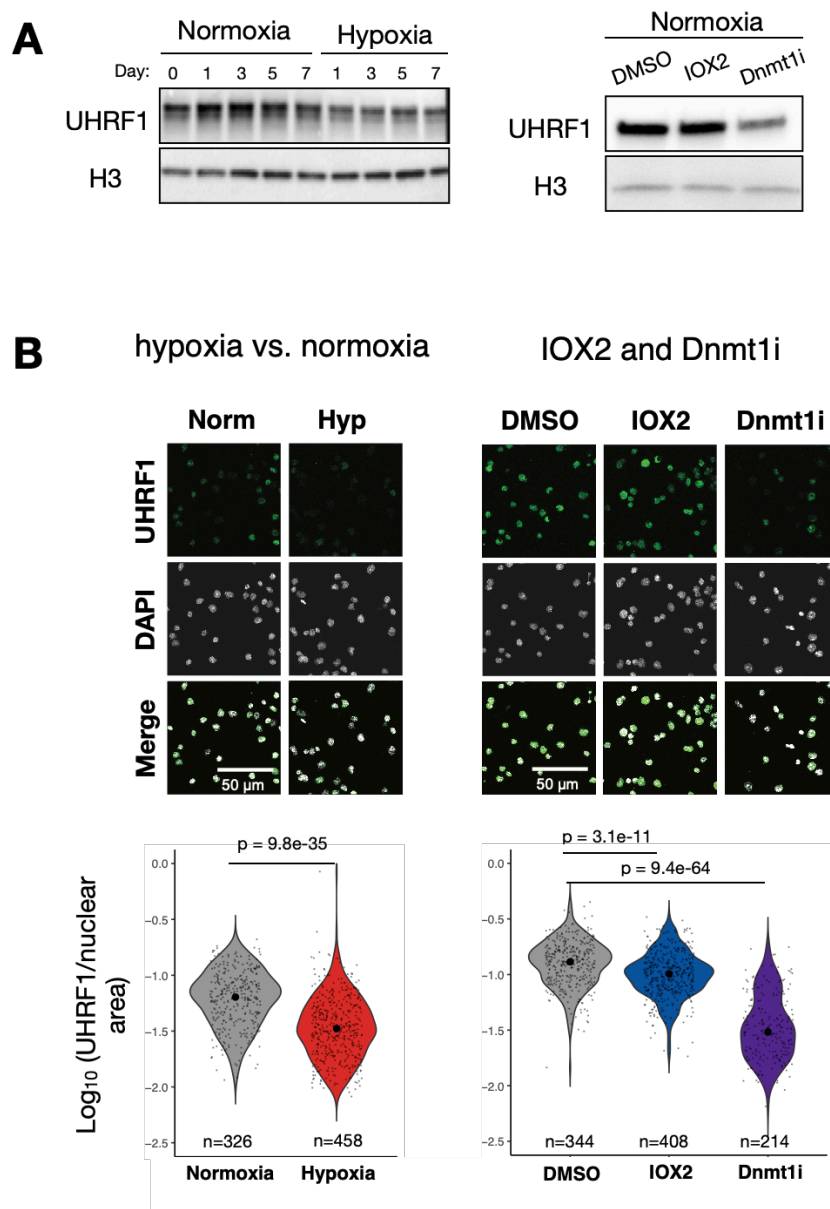 A
Normoxia Hypoxia
Day: 0 1 3 5 7 1 3 5 7
UHRF1
H3
Normoxia
DMSO IOX2 Dnmt1i
UHRF1
H3
B
hypoxia vs. normoxia
IOX2 and Dnmt1i
Norm Hyp
DMSO IOX2 Dnmt1i
UHRF1
DAPI
Merge
50 µm
50 µm
p = 9.8e-35
Log₁₀ (UHRF1/nuclear
area)
0.0
−0.5
−1.0
−1.5
−2.0
−2.5
n=326 n=458
Normoxia Hypoxia
p = 3.1e-11
p = 9.4e-64
0.0
−0.5
−1.0
−1.5
−2.0
−2.5
n=344 n=408 n=214
DMSO IOX2 Dnmt1i